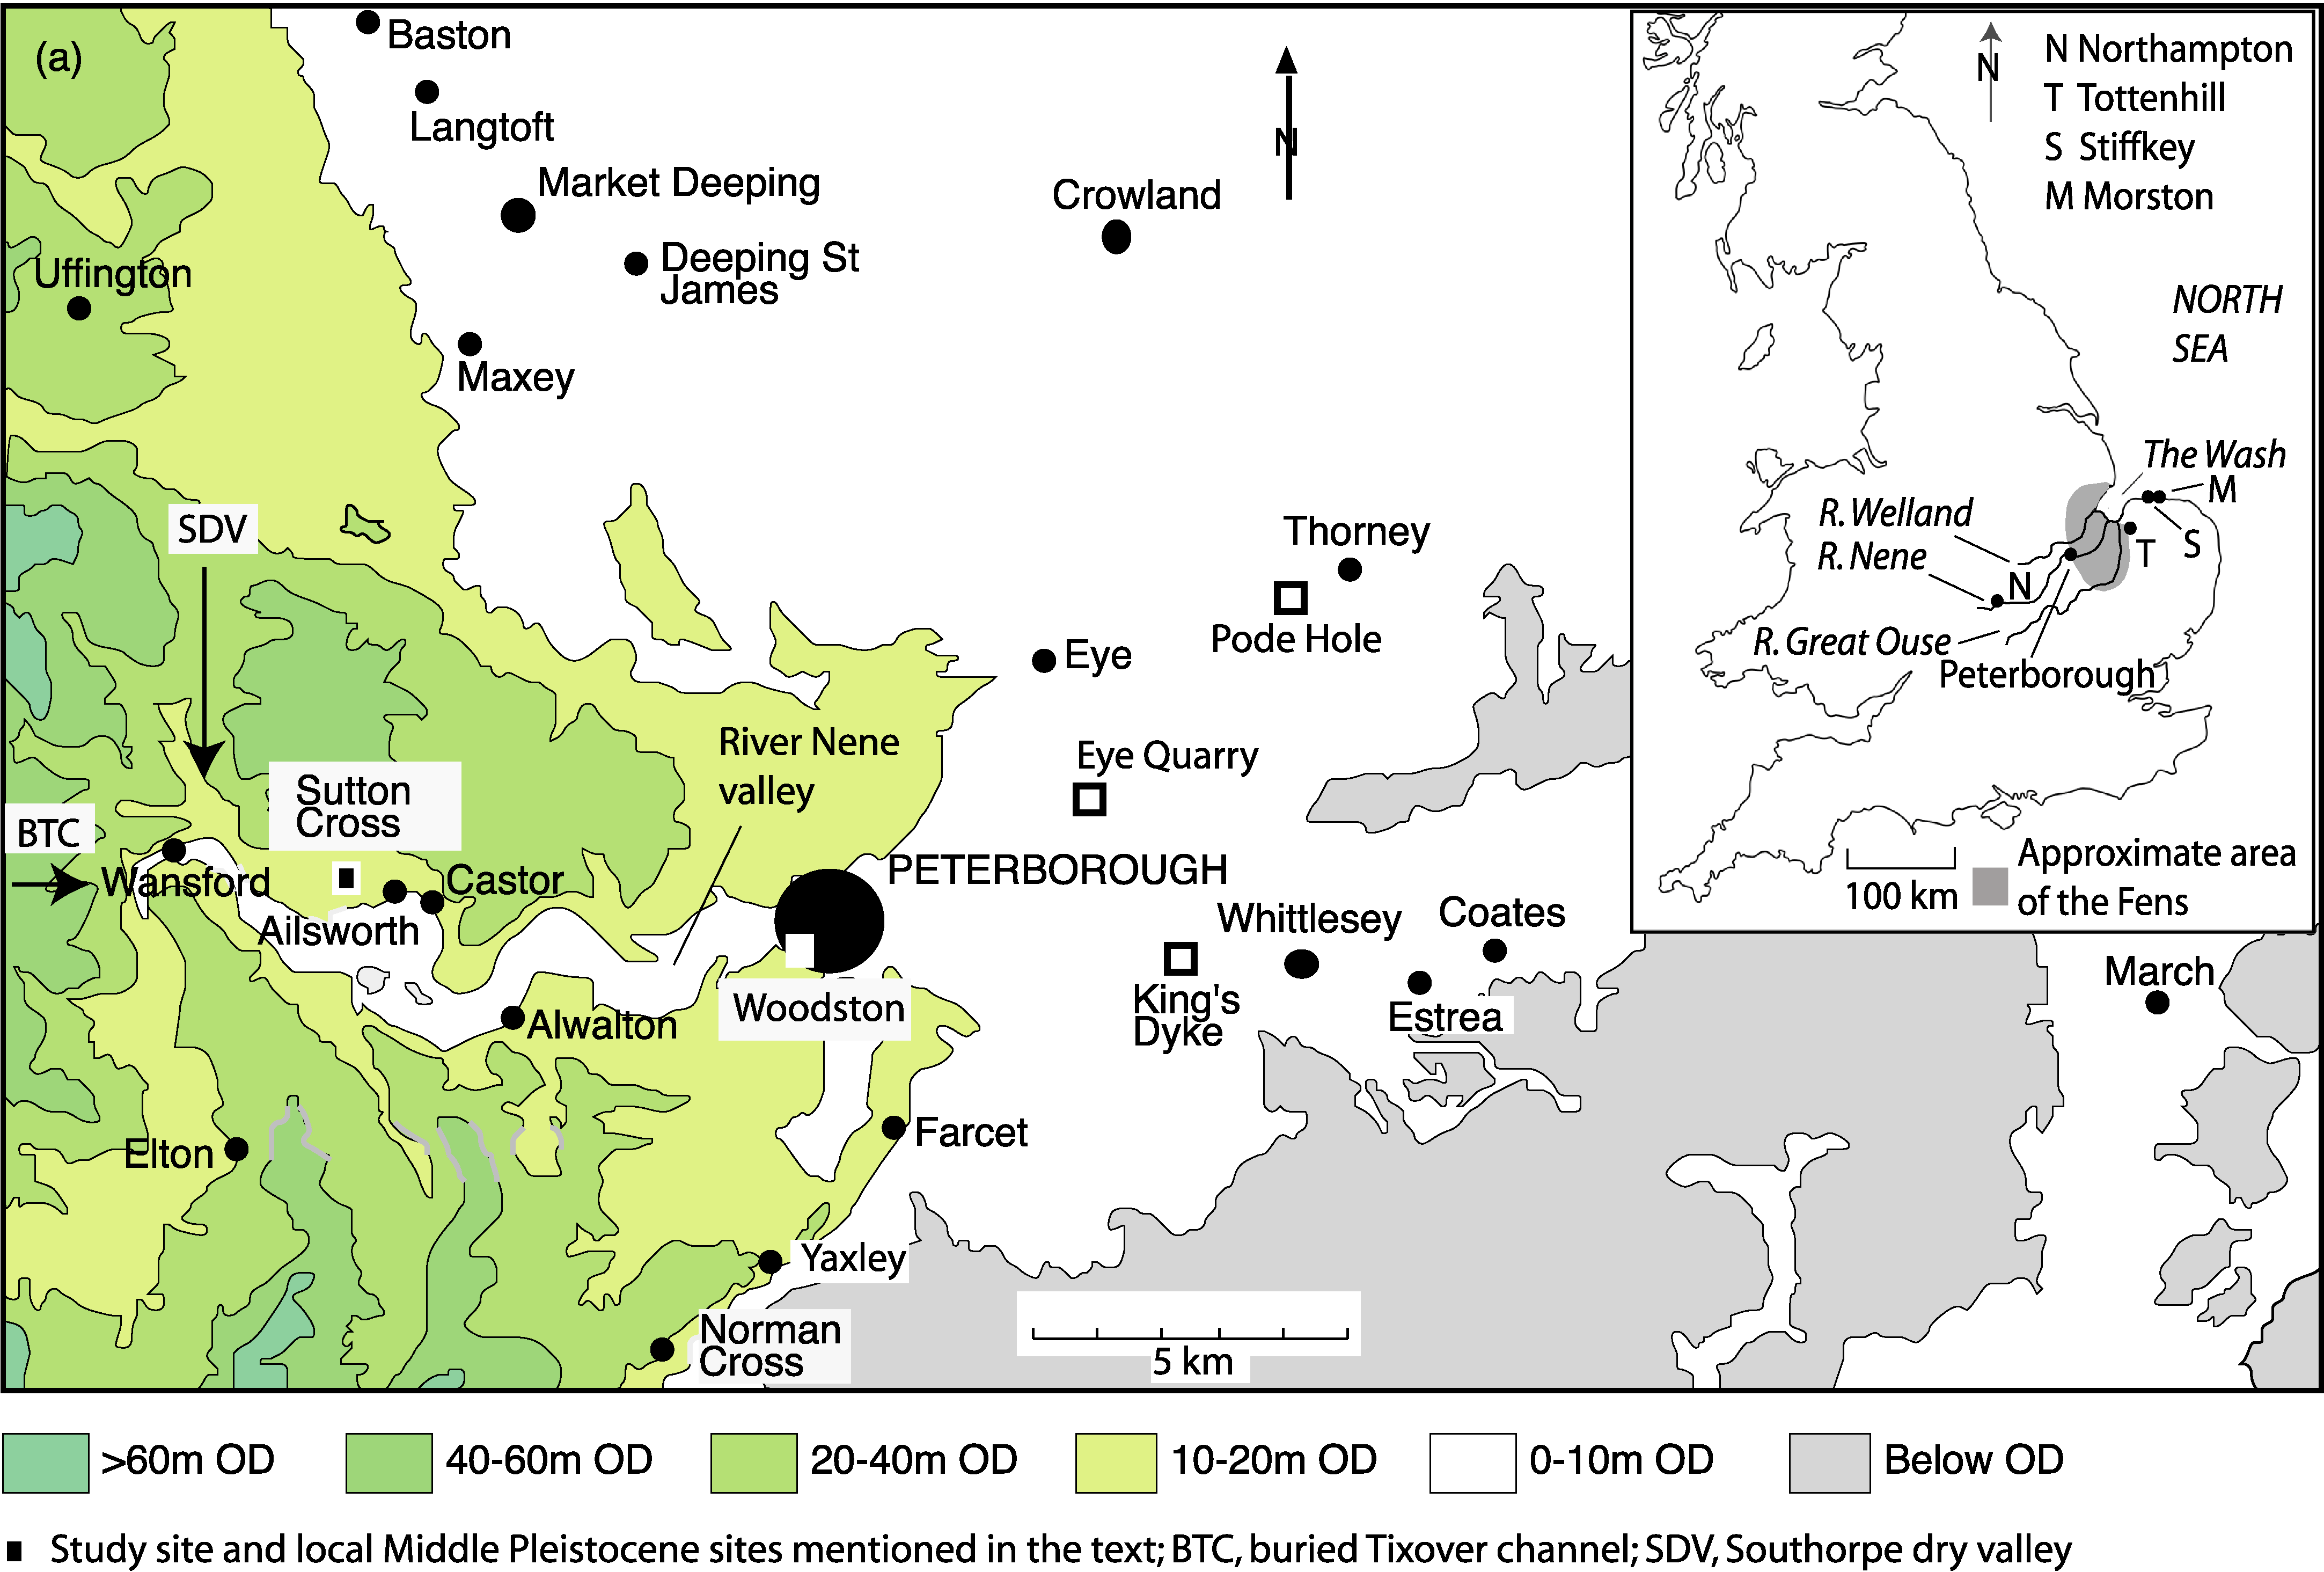 (a)
Baston
Langtoft
Market Deeping
Deeping St
James
Crowland
N
Uffington
Maxey
SDV
Thorney
Pode Hole
Eye
River Nene
valley
Eye Quarry
Sutton
Cross
BTC
Wansford
Castor
Ailsworth
PETERBOROUGH
Whittlesey
Coates
King's
Dyke
Estrea
March
Woodston
Alwalton
Elton
Farcet
Yaxley
Norman
Cross
5 km
N
N Northampton
T Tottenhill
S Stiffkey
M Morston
NORTH
SEA
The Wash
M
R. Welland
S
T
R. Nene
N
R. Great Ouse
Peterborough
100 km
Approximate area
of the Fens
>60m OD
40-60m OD
20-40m OD
10-20m OD
0-10m OD
Below OD
Study site and local Middle Pleistocene sites mentioned in the text; BTC, buried Tixover channel; SDV, Southorpe dry valley